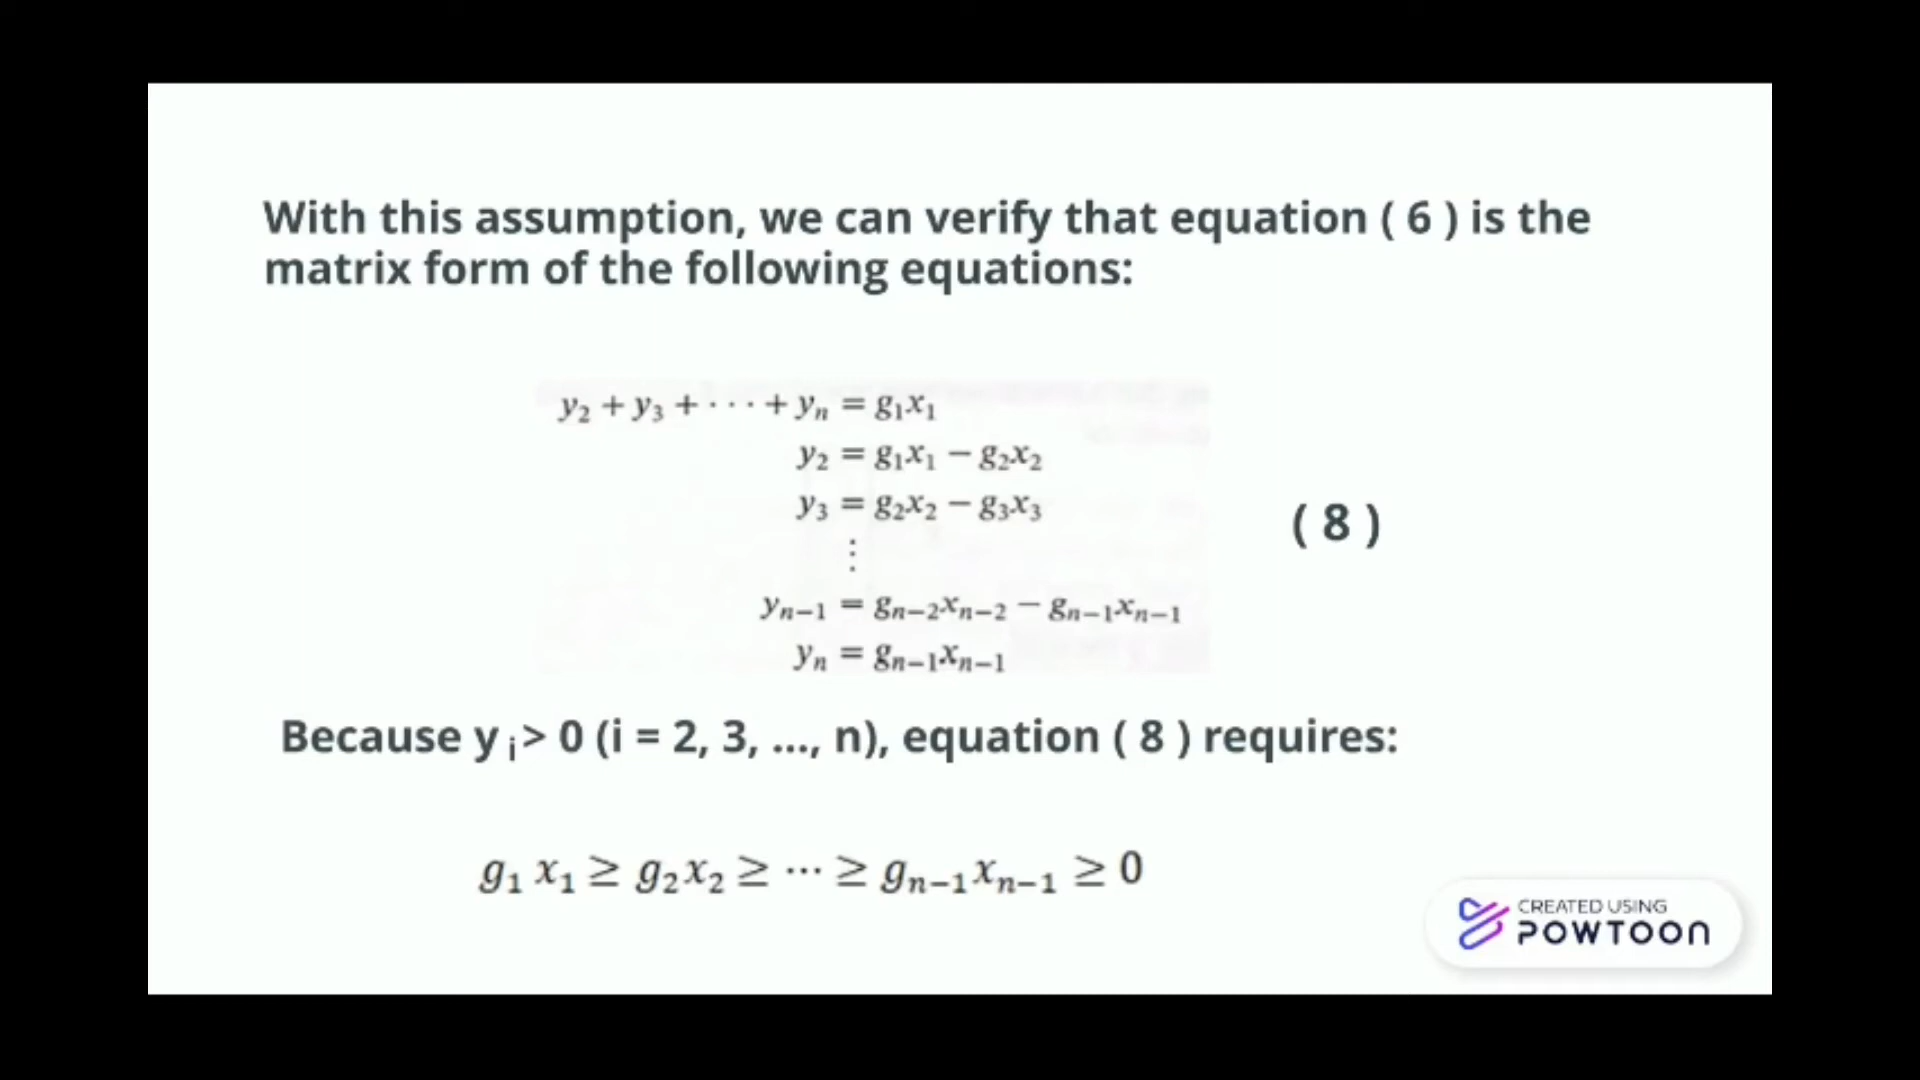 With this assumption, we can verify that equation ( 6 ) is the
matrix form of the following equations:
y₂ + y₃ + · · · + yₙ = g₁x₁
y₂ = g₁x₁ − g₂x₂
y₃ = g₂x₂ − g₃x₃
⋮
yₙ₋₁ = gₙ₋₂xₙ₋₂ − gₙ₋₁xₙ₋₁
yₙ = gₙ₋₁xₙ₋₁
( 8 )
Because y ᵢ > 0 (i = 2, 3, ..., n), equation ( 8 ) requires:
g₁ x₁ ≥ g₂x₂ ≥ ⋯ ≥ gₙ₋₁xₙ₋₁ ≥ 0
CREATED USING
POWTOON